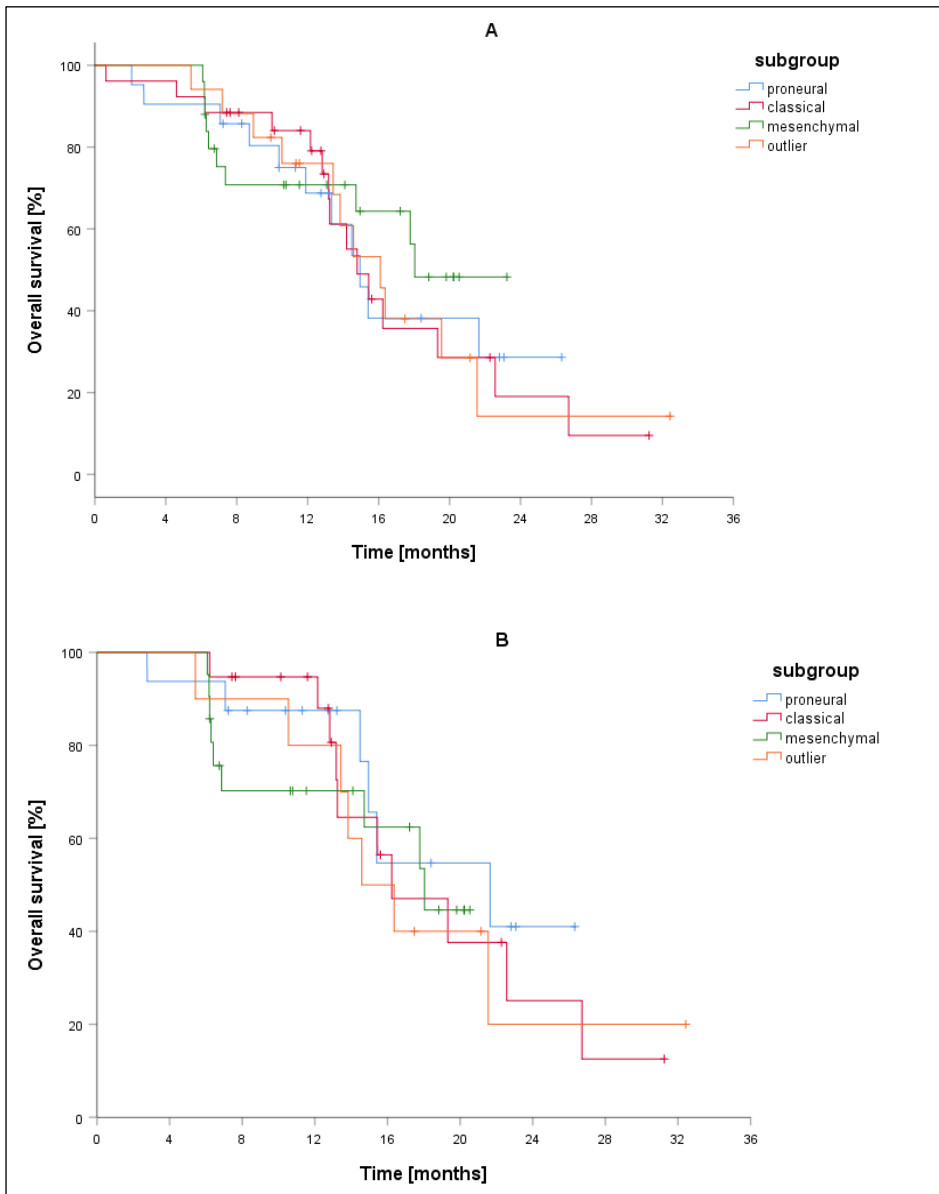 A
subgroup
proneural
classical
mesenchymal
outlier
Overall survival [%]
100
80
60
40
20
0
0 4 8 12 16 20 24 28 32 36
Time [months]
B
subgroup
proneural
classical
mesenchymal
outlier
Overall survival [%]
100
80
60
40
20
0
0 4 8 12 16 20 24 28 32 36
Time [months]